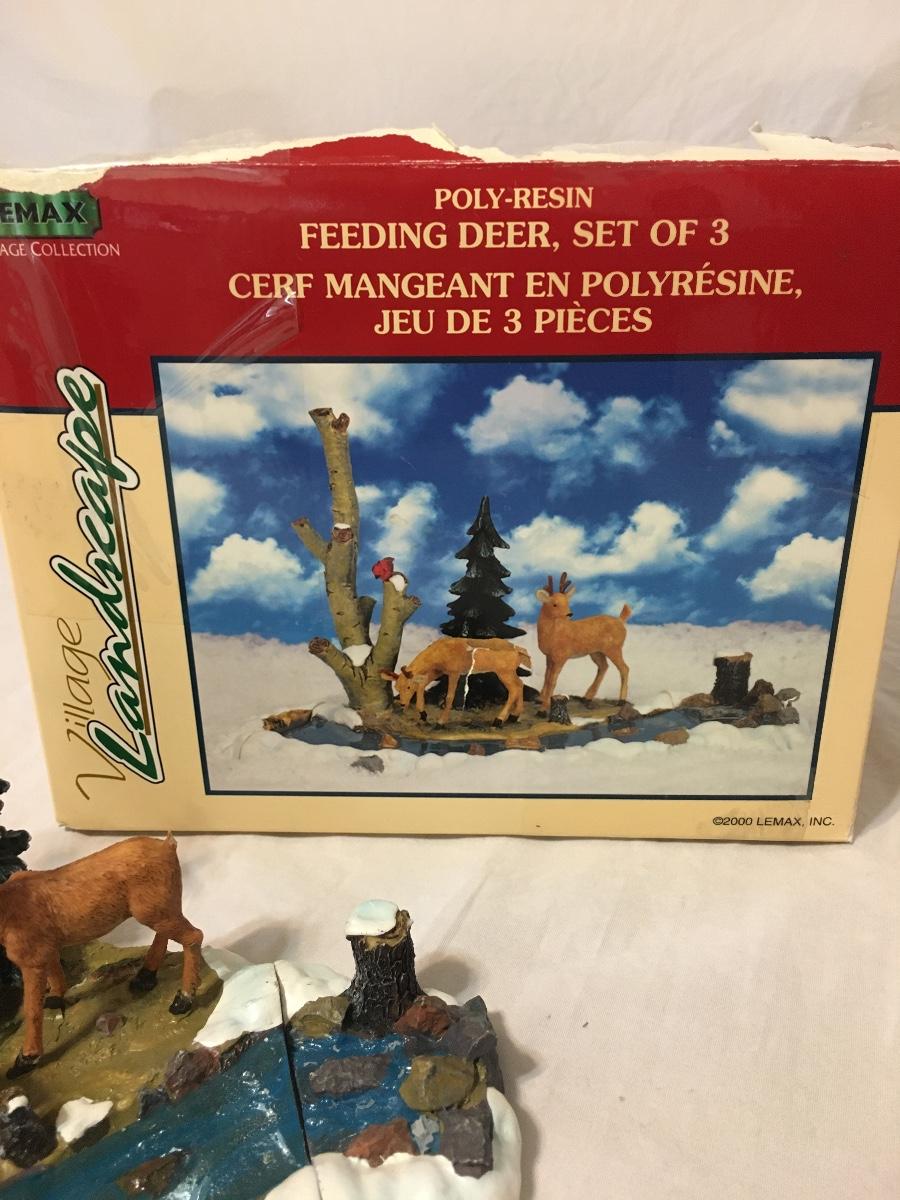 EMAX
AGE COLLECTION
POLY-RESIN
FEEDING DEER, SET OF 3
CERF MANGEANT EN POLYRÉSINE,
JEU DE 3 PIÈCES
Village
Landscape
©2000 LEMAX, INC.